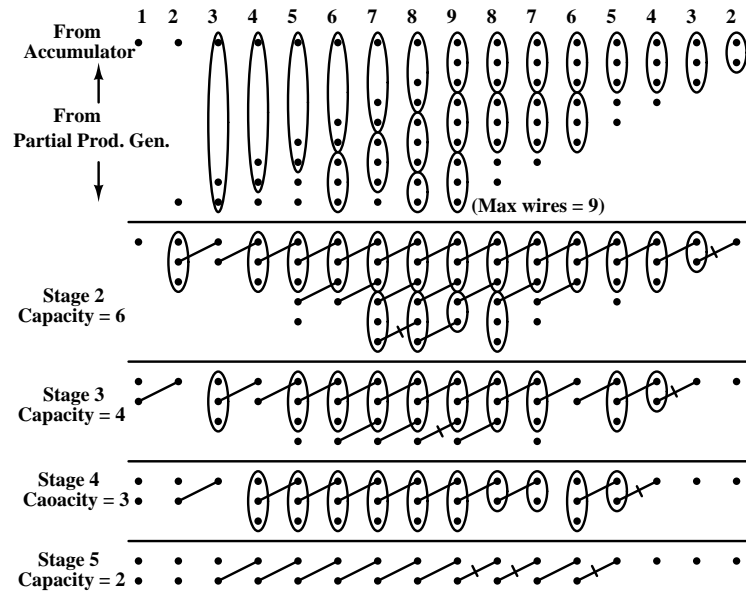 1 2 3 4 5 6 7 8 9 8 7 6 5 4 3 2
From
Accumulator
From
Partial Prod. Gen.
(Max wires = 9)
Stage 2
Capacity = 6
Stage 3
Capacity = 4
Stage 4
Caoacity = 3
Stage 5
Capacity = 2